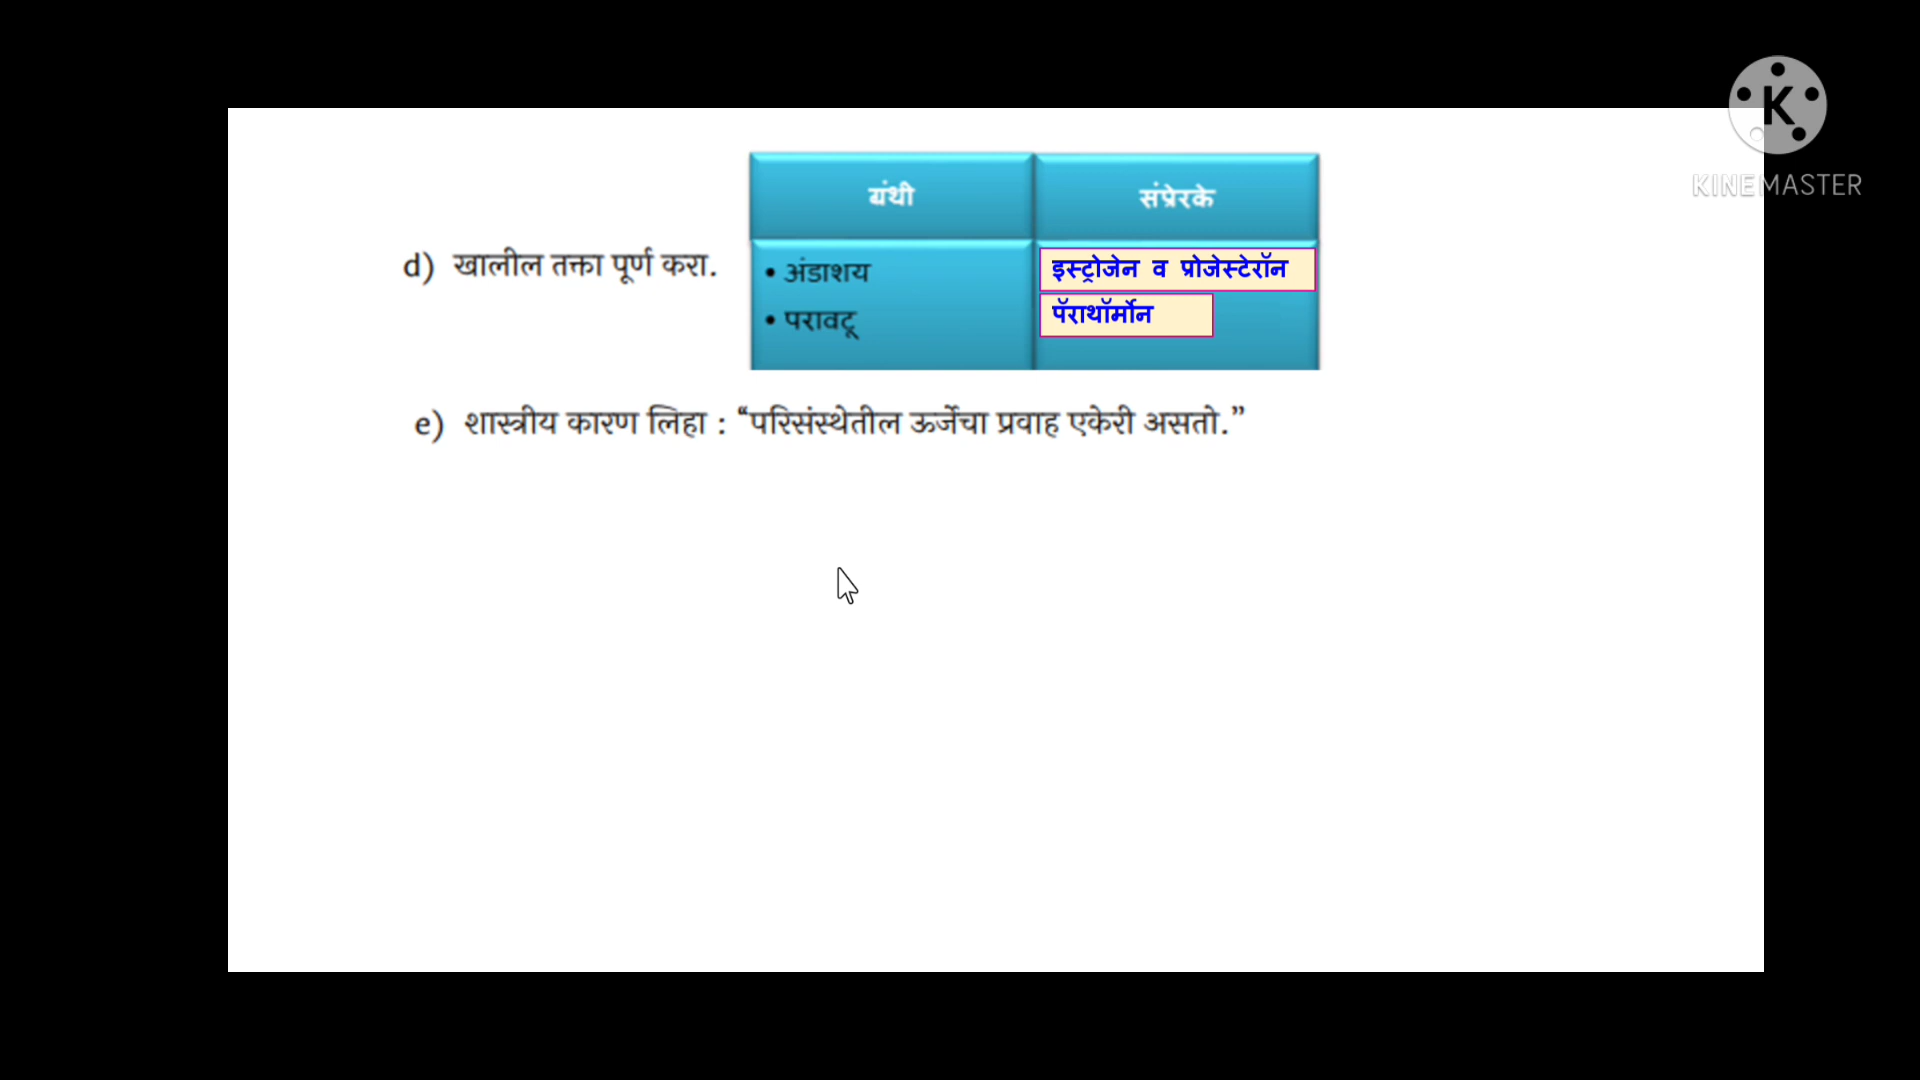 KINEMASTER
ग्रंथी संप्रेरके
d) खालील तक्ता पूर्ण करा.
• अंडाशय इस्ट्रोजेन व प्रोजेस्टेरॉन
• परावटू पॅराथॉर्मोन
e) शास्त्रीय कारण लिहा : “परिसंस्थेतील ऊर्जेचा प्रवाह एकेरी असतो.”